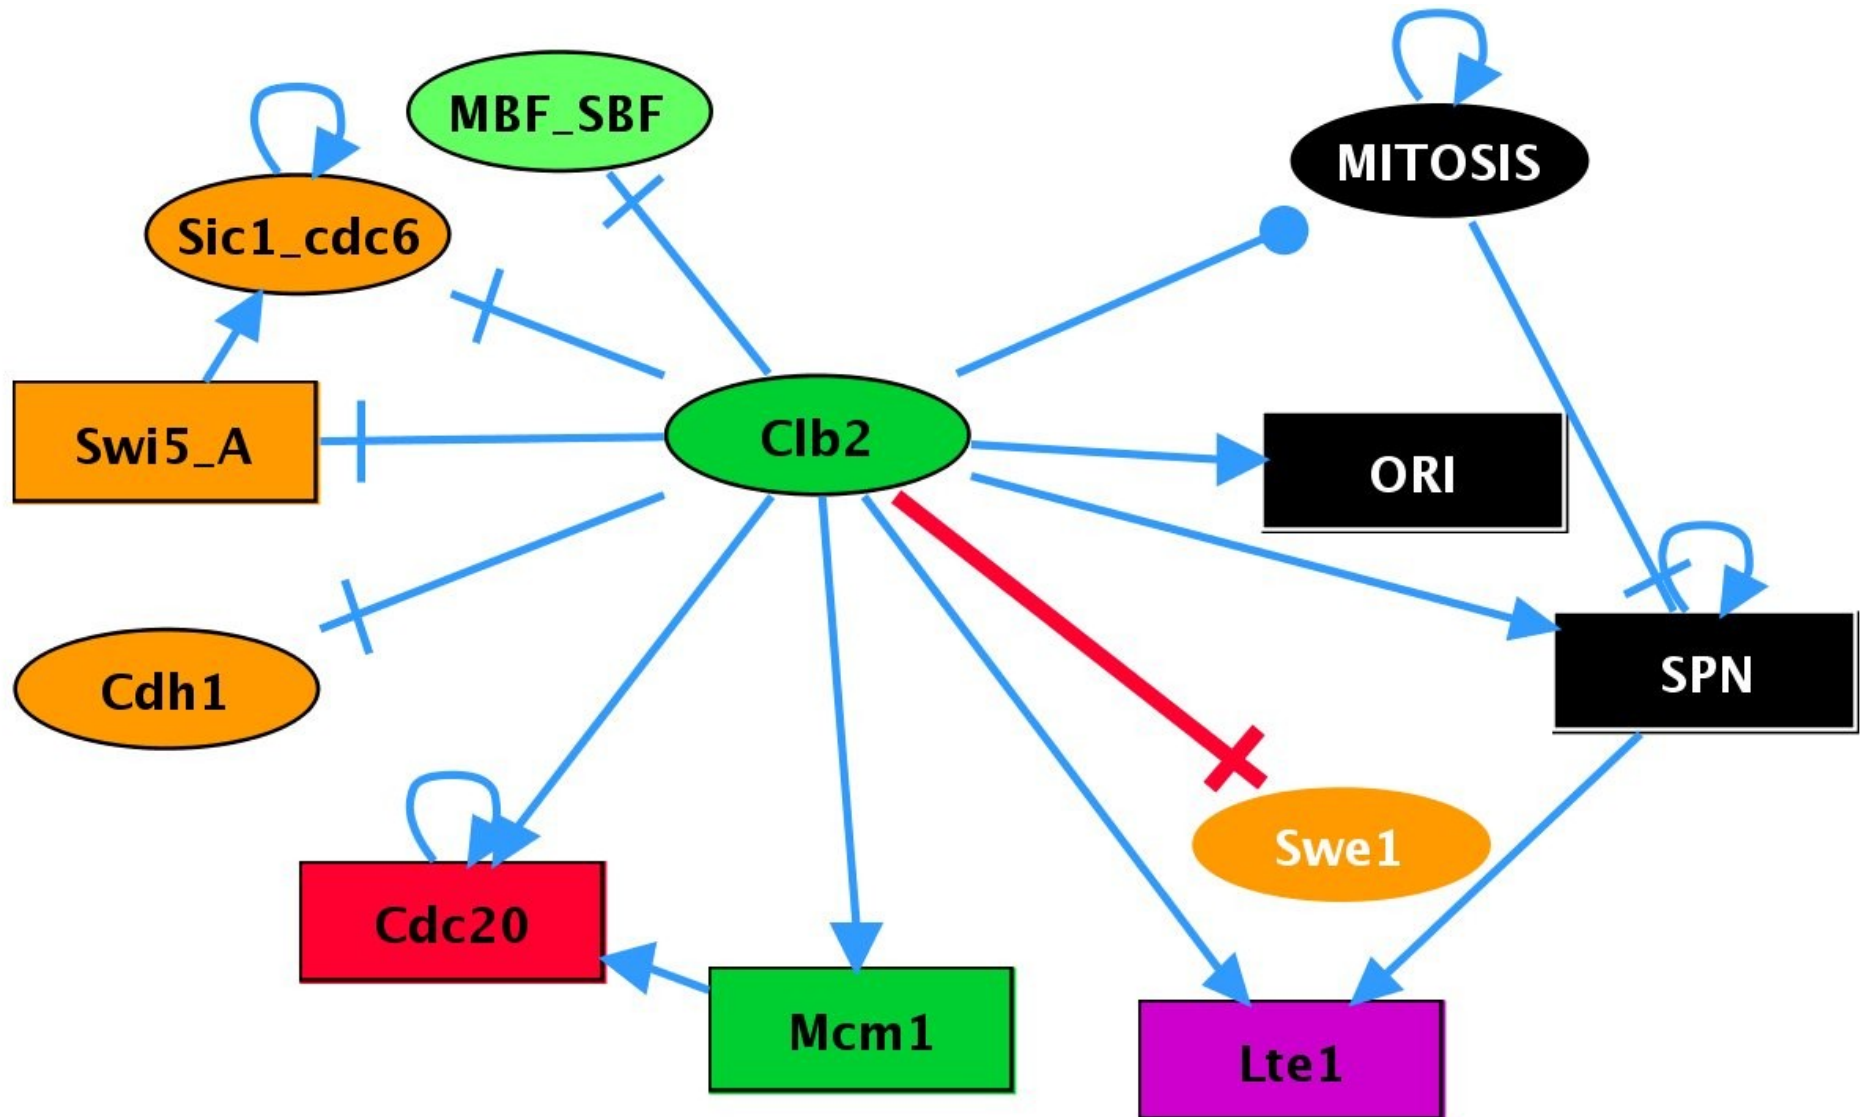 MBF_SBF
MITOSIS
Sic1_cdc6
Swi5_A
Clb2
ORI
Cdh1
SPN
Swe1
Cdc20
Mcm1
Lte1